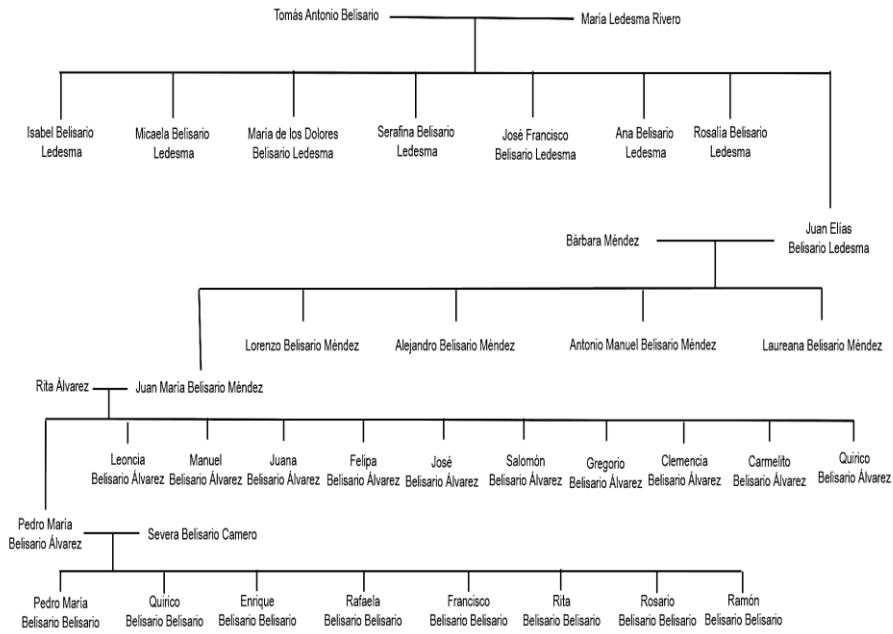 Tomás Antonio Belisario
María Ledesma Rivero
Isabel Belisario
Ledesma
Micaela Belisario
Ledesma
María de los Dolores
Belisario Ledesma
Serafina Belisario
Ledesma
José Francisco
Belisario Ledesma
Ana Belisario
Ledesma
Rosalía Belisario
Ledesma
Juan Elías
Belisario Ledesma
Bárbara Méndez
Lorenzo Belisario Méndez
Alejandro Belisario Méndez
Antonio Manuel Belisario Méndez
Laureana Belisario Méndez
Rita Álvarez
Juan María Belisario Méndez
Leoncia
Belisario Álvarez
Manuel
Belisario Álvarez
Juana
Belisario Álvarez
Felipa
Belisario Álvarez
José
Belisario Álvarez
Salomón
Belisario Álvarez
Gregorio
Belisario Álvarez
Clemencia
Belisario Álvarez
Carmelito
Belisario Álvarez
Quirico
Belisario Álvarez
Pedro María
Belisario Álvarez
Severa Belisario Camero
Pedro María
Belisario Belisario
Quirico
Belisario Belisario
Enrique
Belisario Belisario
Rafaela
Belisario Belisario
Francisco
Belisario Belisario
Rita
Belisario Belisario
Rosario
Belisario Belisario
Ramón
Belisario Belisario